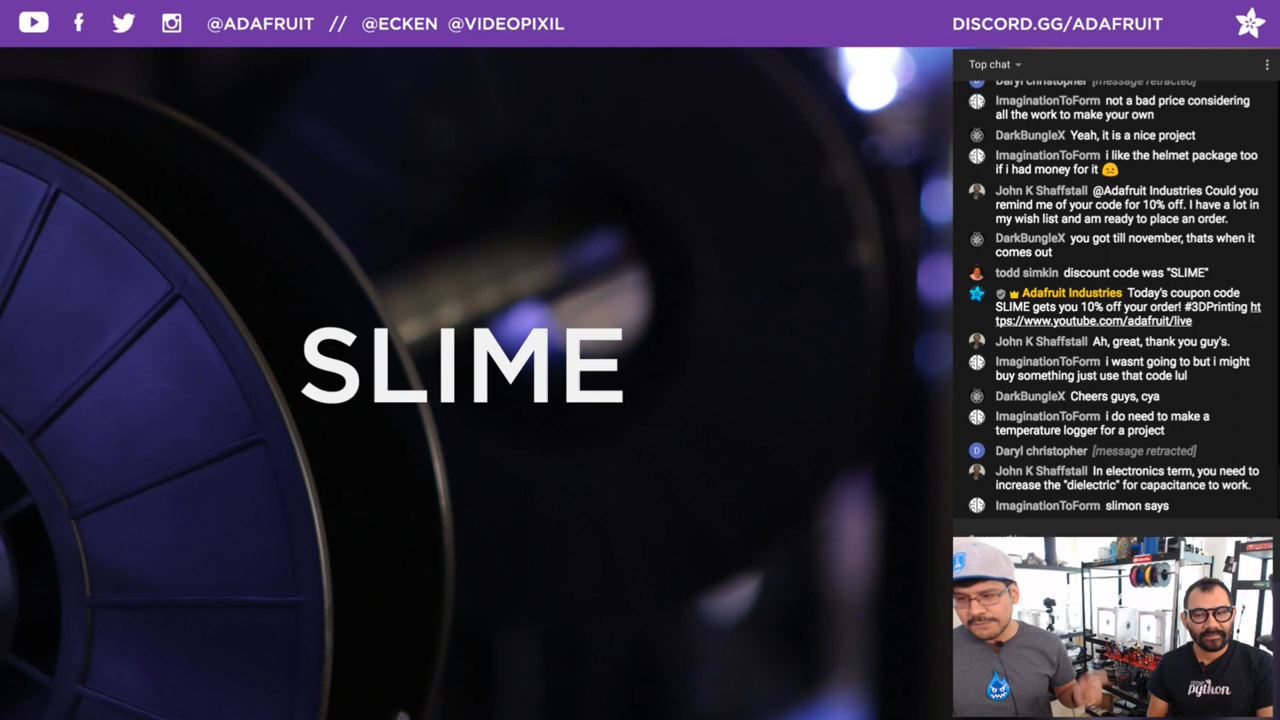 @ADAFRUIT // @ECKEN @VIDEOPIXIL
DISCORD.GG/ADAFRUIT
SLIME
Top chat
Daryl christopher [message retracted]
ImaginationToForm not a bad price considering
all the work to make your own
DarkBungleX Yeah, it is a nice project
ImaginationToForm i like the helmet package too
if i had money for it
John K Shaffstall @Adafruit Industries Could you
remind me of your code for 10% off. I have a lot in
my wish list and am ready to place an order.
DarkBungleX you got till november, thats when it
comes out
todd simkin discount code was "SLIME"
Adafruit Industries Today's coupon code
SLIME gets you 10% off your order! #3DPrinting ht
tps://www.youtube.com/adafruit/live
John K Shaffstall Ah, great, thank you guy's.
ImaginationToForm i wasnt going to but i might
buy something just use that code lul
DarkBungleX Cheers guys, cya
ImaginationToForm i do need to make a
temperature logger for a project
D Daryl christopher [message retracted]
John K Shaffstall In electronics term, you need to
increase the "dielectric" for capacitance to work.
ImaginationToForm slimon says
python